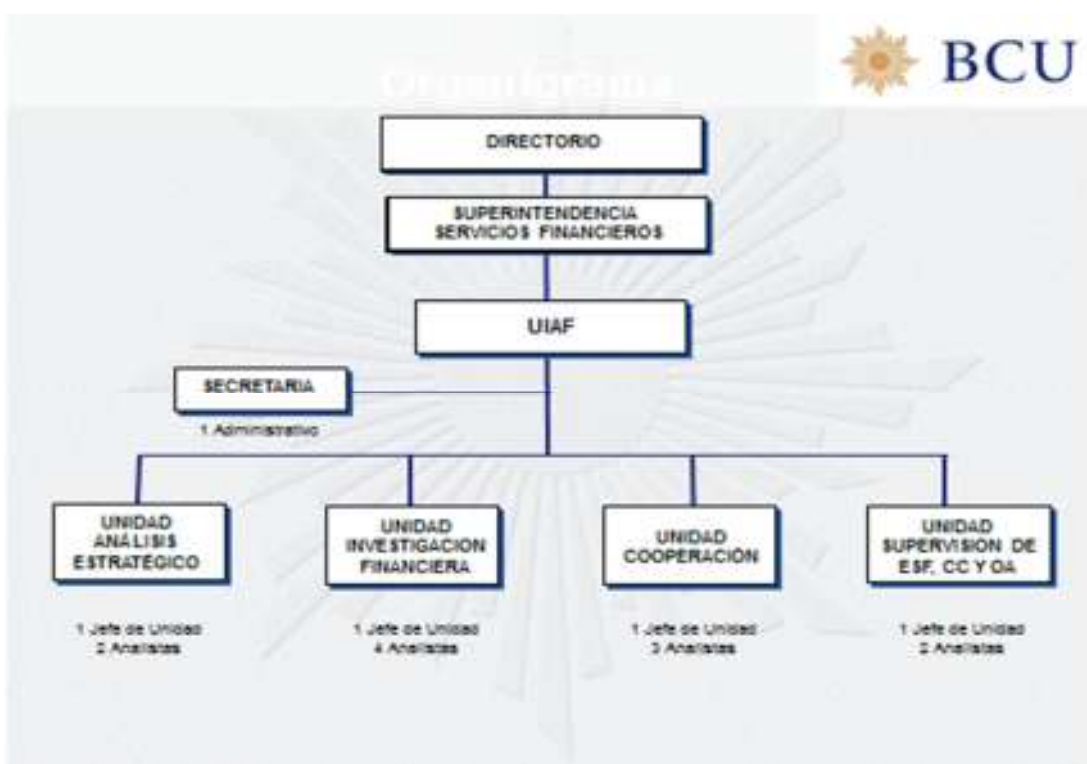 BCU
Organigrama
DIRECTORIO
SUPERINTENDENCIA
SERVICIOS FINANCIEROS
UIAF
SECRETARIA
1 Administrativo
UNIDAD
ANÁLISIS
ESTRATÉGICO
1 Jefe de Unidad
2 Analistas
UNIDAD
INVESTIGACION
FINANCIERA
1 Jefe de Unidad
4 Analistas
UNIDAD
COOPERACIÓN
1 Jefe de Unidad
3 Analistas
UNIDAD
SUPERVISION DE
ESF, CC Y OA
1 Jefe de Unidad
2 Analistas